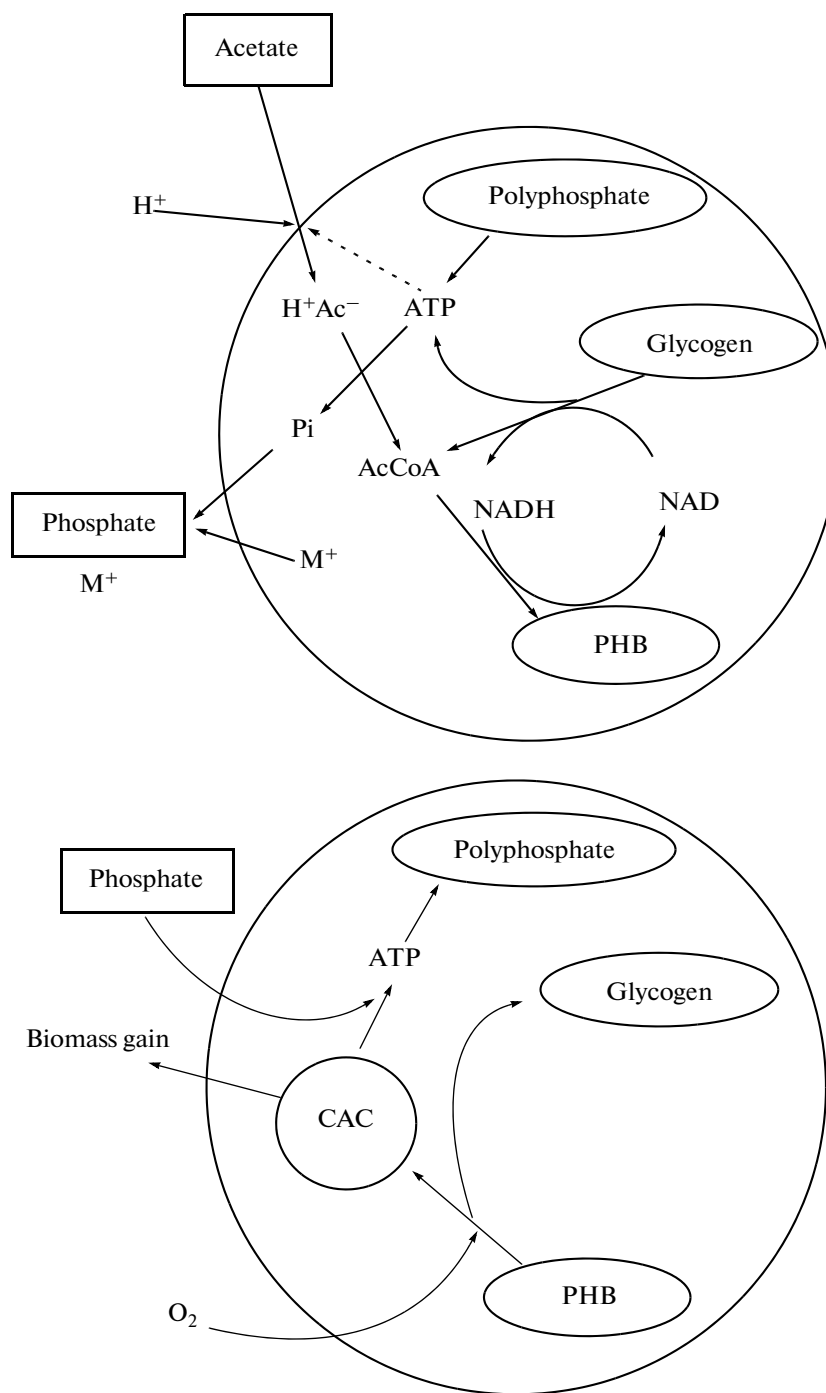 Acetate
Polyphosphate
H⁺
H⁺Ac⁻
ATP
Glycogen
Pi
AcCoA
NADH
NAD
Phosphate
M⁺
M⁺
PHB
Polyphosphate
Phosphate
ATP
Glycogen
Biomass gain
CAC
PHB
O₂